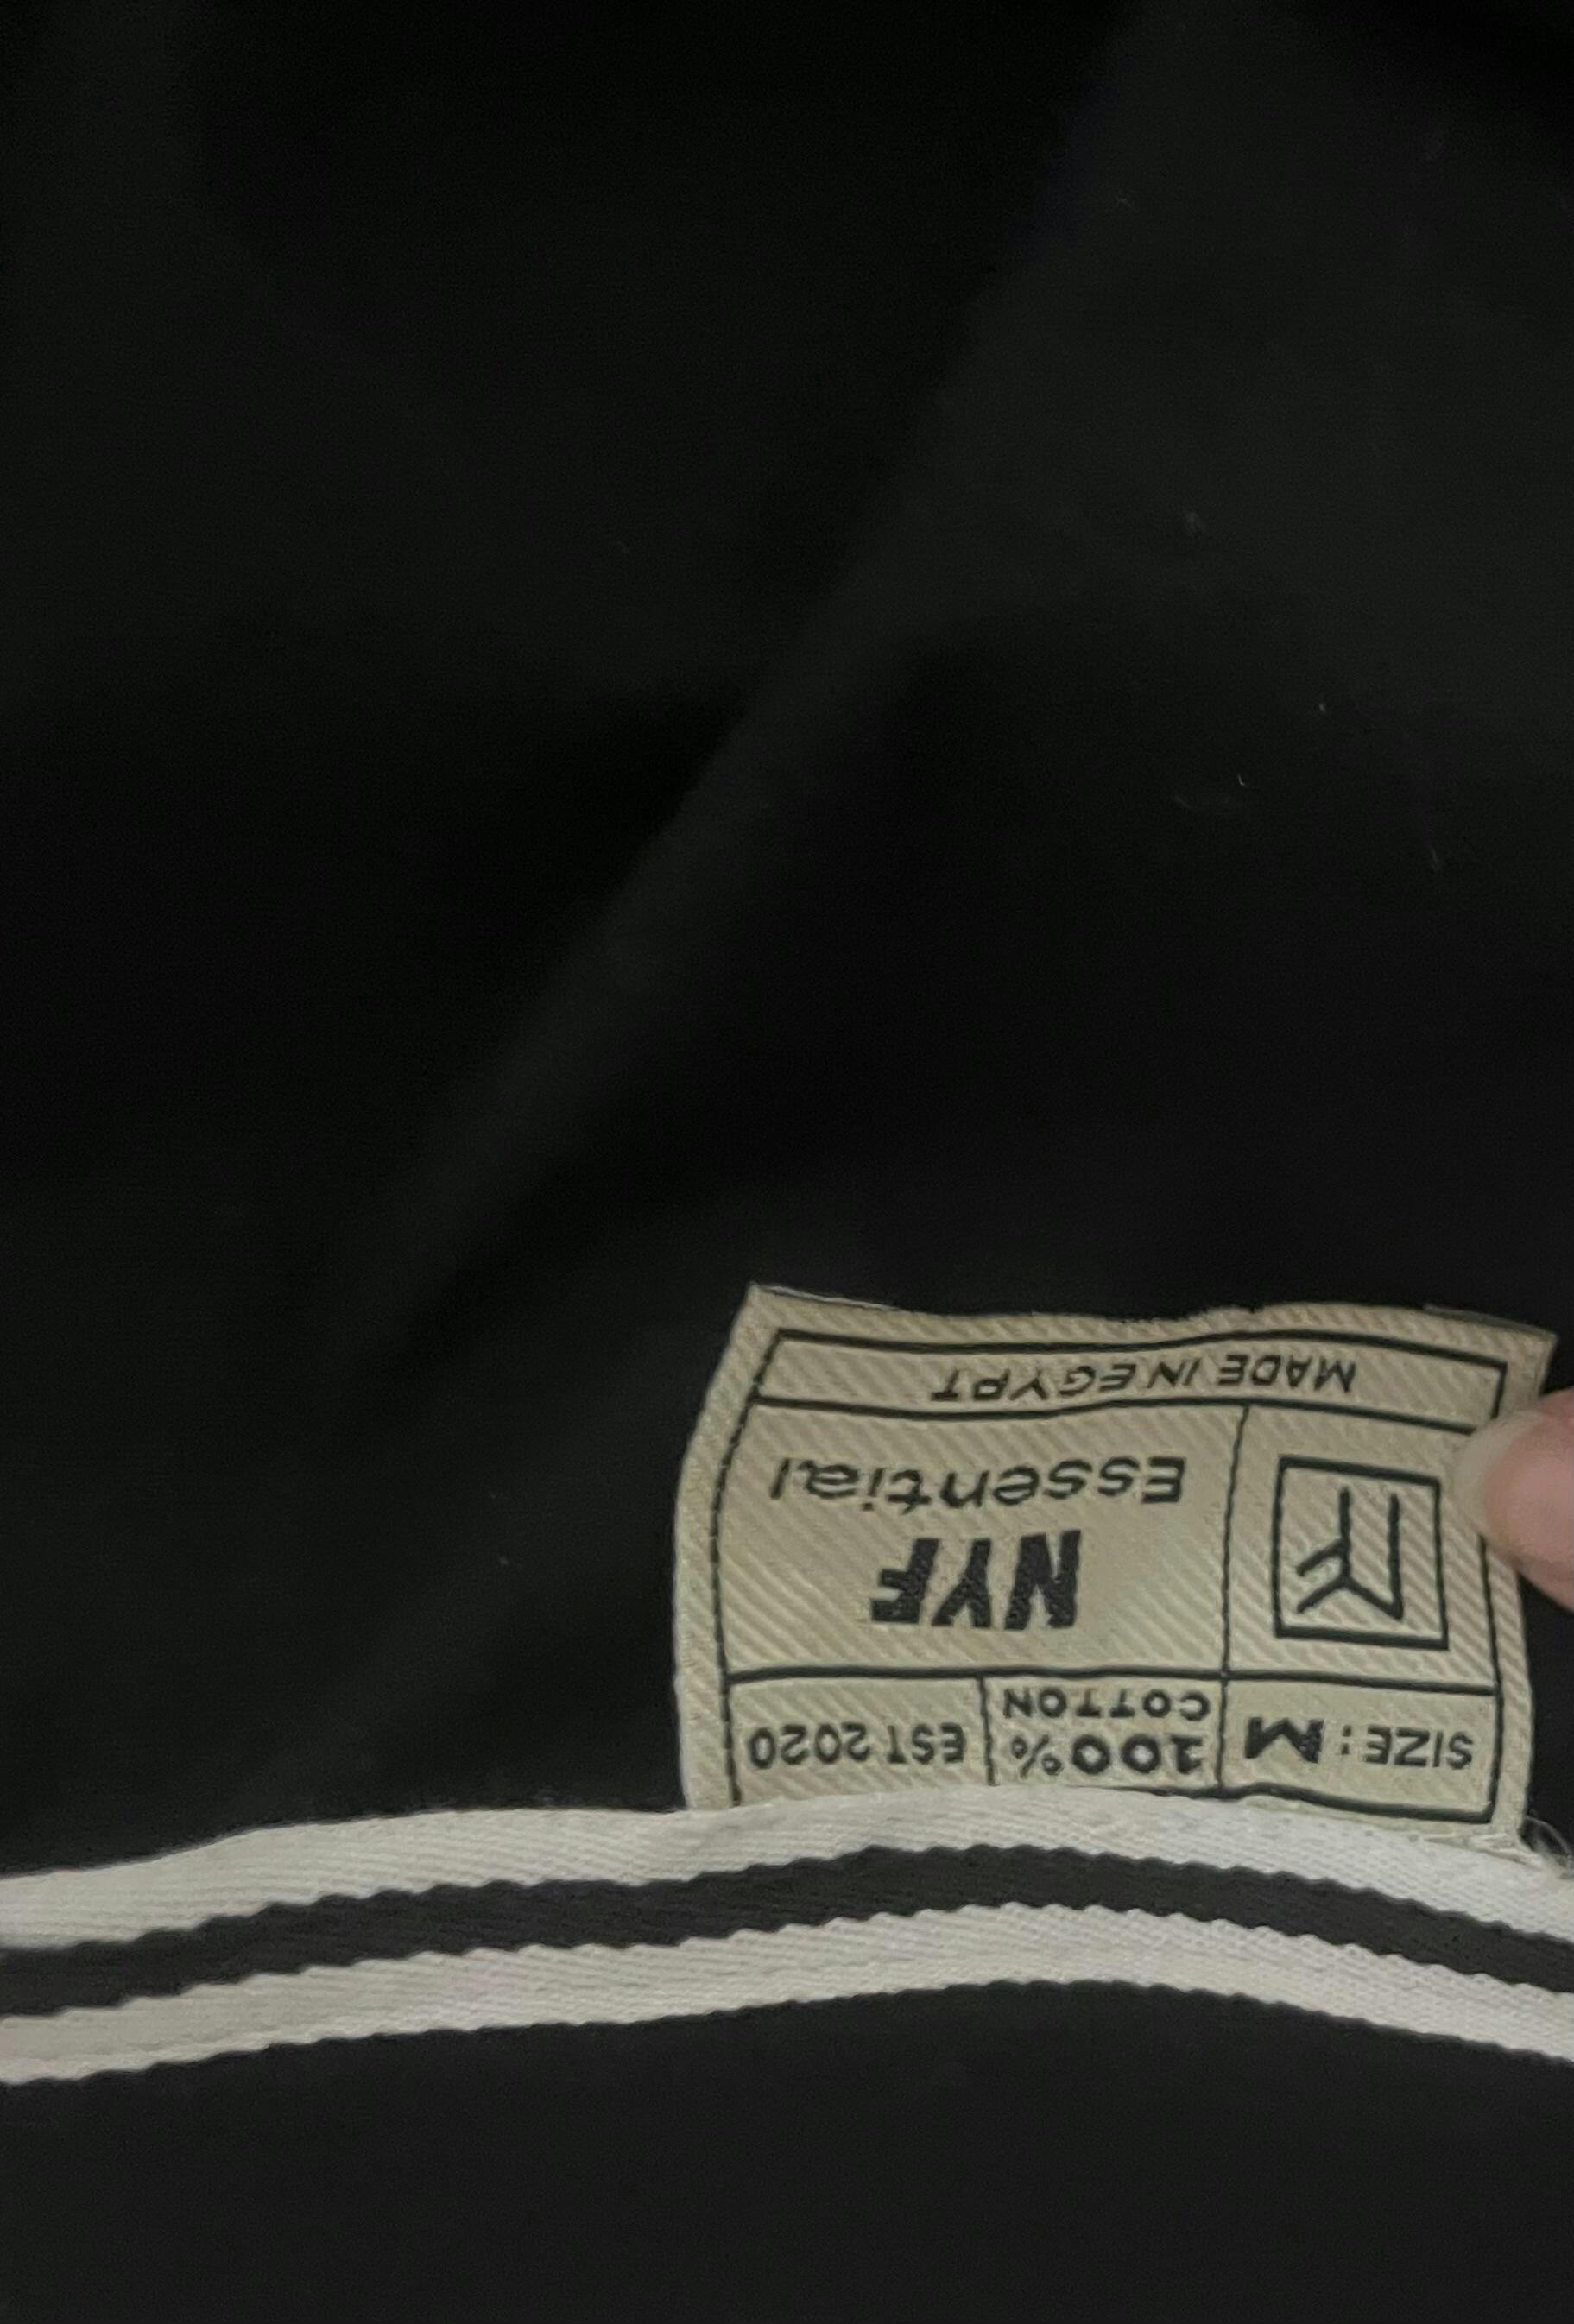 SIZE: M
100%
COTTON
EST 2020
NYF
Essential
MADE IN EGYPT